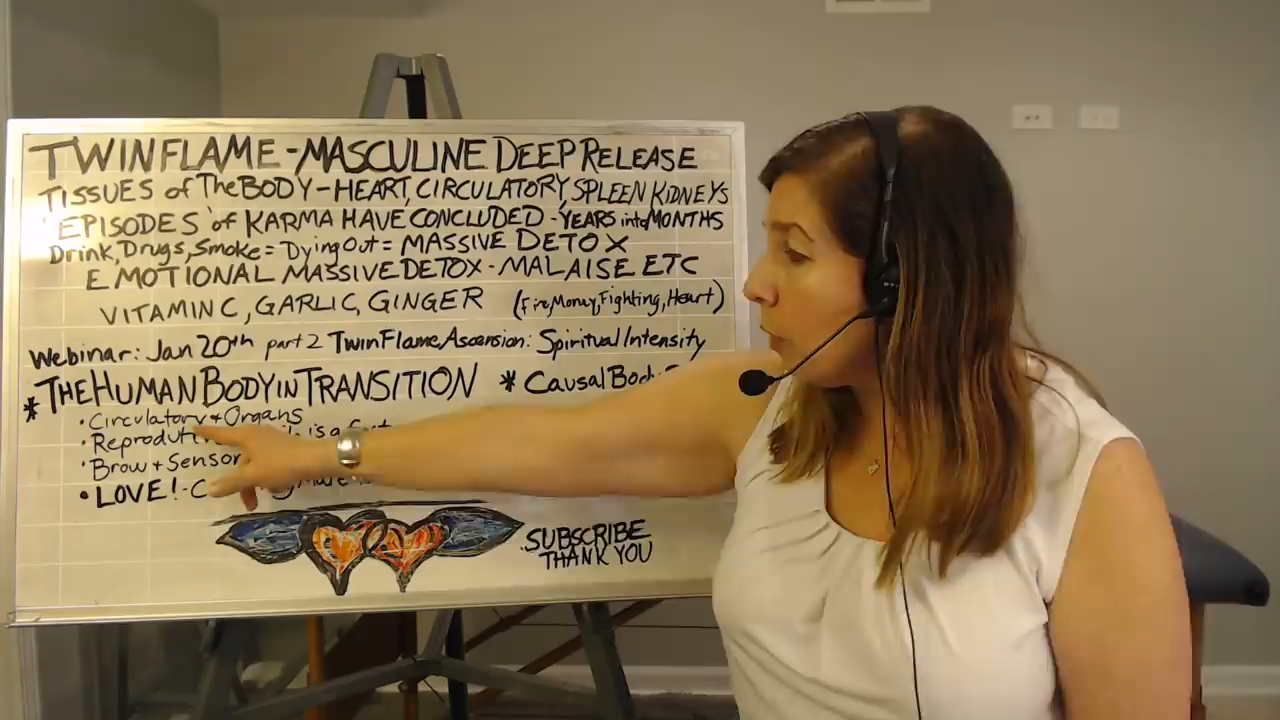 TWINFLAME-MASCULINE DEEP RELEASE
TISSUES of The BODY-HEART, CIRCULATORY, SPLEEN KIDNEYS
EPISODES of KARMA HAVE CONCLUDED-YEARS into MONTHS
Drink, Drugs, Smoke=Dying Out= MASSIVE DETOX
EMOTIONAL MASSIVE DETOX-MALAISE ETC
VITAMIN C, GARLIC, GINGER (Fire, Money, Fighting, Heart)
Webinar: Jan 20th part 2 TwinFlame Ascension: Spiritual Intensity
* THE HUMAN BODY IN TRANSITION * Causal Body
• Circulatory + Organs
• is a
• Brow +
• LOVE!-
SUBSCRIBE
THANK YOU